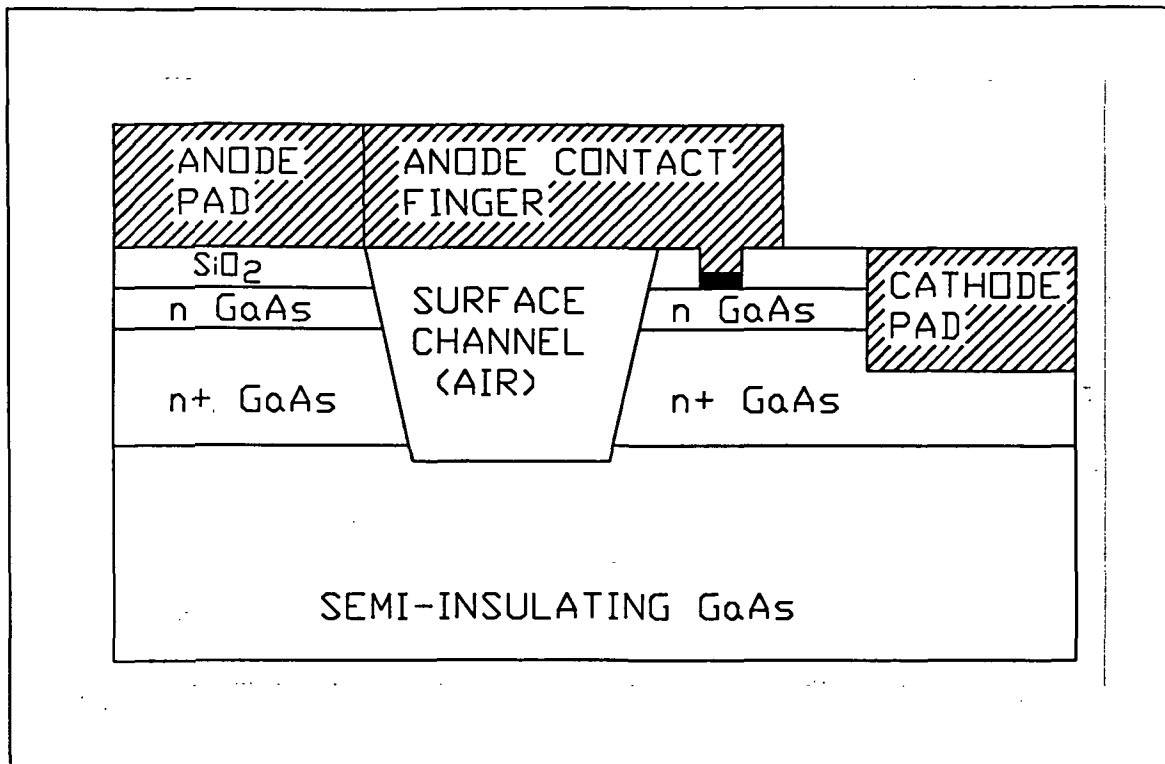 ANODE
PAD
ANODE CONTACT
FINGER
SiO2
n GaAs
n+ GaAs
SURFACE
CHANNEL
(AIR)
n GaAs
n+ GaAs
CATHODE
PAD
SEMI-INSULATING GaAs